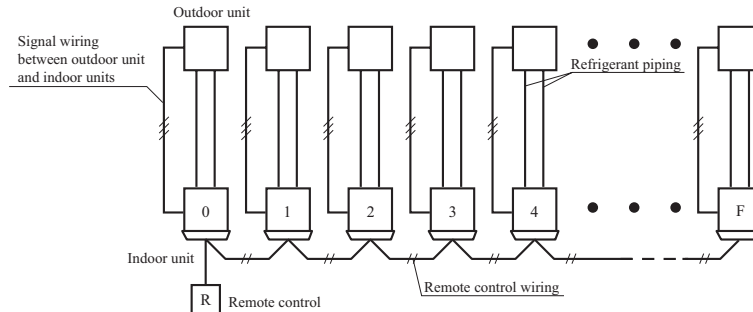 Outdoor unit
Signal wiring
between outdoor unit
and indoor units
Refrigerant piping
0 1 2 3 4 F
Indoor unit
Remote control wiring
R Remote control